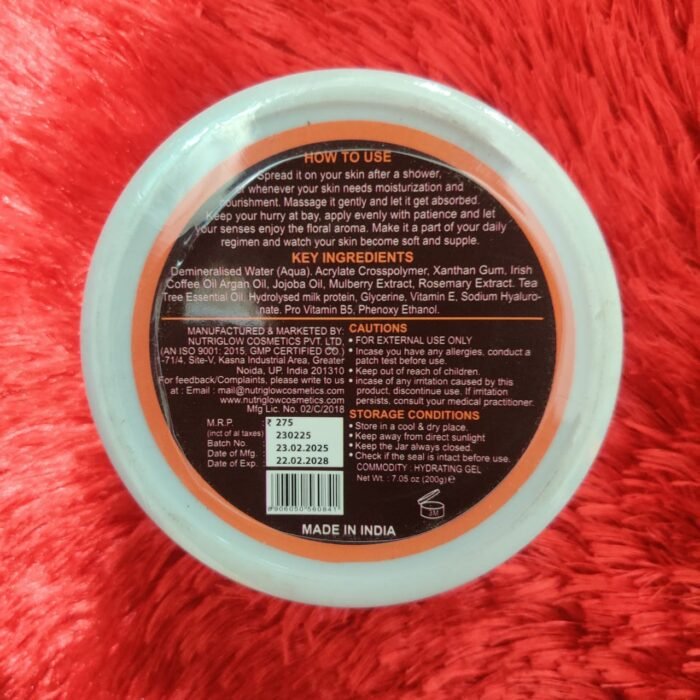 HOW TO USE
Spread it on your skin after a shower,
or whenever your skin needs moisturization and
nourishment. Massage it gently and let it get absorbed.
Keep your hurry at bay, apply evenly with patience and let
your senses enjoy the floral aroma. Make it a part of your daily
regimen and watch your skin become soft and supple.
KEY INGREDIENTS
Demineralised Water (Aqua). Acrylate Crosspolymer, Xanthan Gum, Irish
Coffee Oil Argan Oil, Jojoba Oil, Mulberry Extract, Rosemary Extract. Tea
Tree Essential Oil, Hydrolysed milk protein, Glycerine, Vitamin E, Sodium Hyaluro-
nate. Pro Vitamin B5, Phenoxy Ethanol.
MANUFACTURED & MARKETED BY:
NUTRIGLOW COSMETICS PVT. LTD.
(AN ISO 9001: 2015, GMP CERTIFIED CO.)
I-71/4, Site-V, Kasna Industrial Area, Greater
Noida, UP. India 201310
For feedback/Complaints, please write to us
at : Email : mail@nutriglowcosmetics.com
www.nutriglowcosmetics.com
Mfg Lic. No. 02/C/2018
M.R.P. : ₹ 275
(inct of al taxes)
Batch No. : 230225
Date of Mfg. : 23.02.2025
Date of Exp. : 22.02.2028
8906050560841
CAUTIONS
• FOR EXTERNAL USE ONLY
• Incase you have any allergies, conduct a
patch test before use.
• Keep out of reach of children.
• incase of any irritation caused by this
product, discontinue use. If irritation
persists, consult your medical practitioner.
STORAGE CONDITIONS
• Store in a cool & dry place.
• Keep away from direct sunlight
• Keep the Jar always closed.
• Check if the seal is intact before use.
COMMODITY : HYDRATING GEL
Net Wt. : 7.05 oz (200g) e
MADE IN INDIA